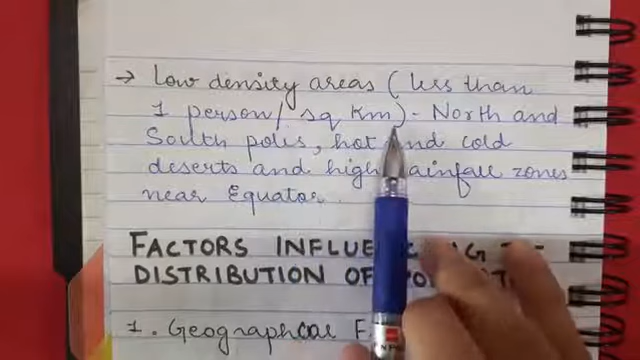 → Low density areas (less than
1 person/ sq Km) - North and
South poles, hot and cold
deserts and high rainfall zones
near Equator.
FACTORS INFLUENCING
DISTRIBUTION OF
1. Geographical F